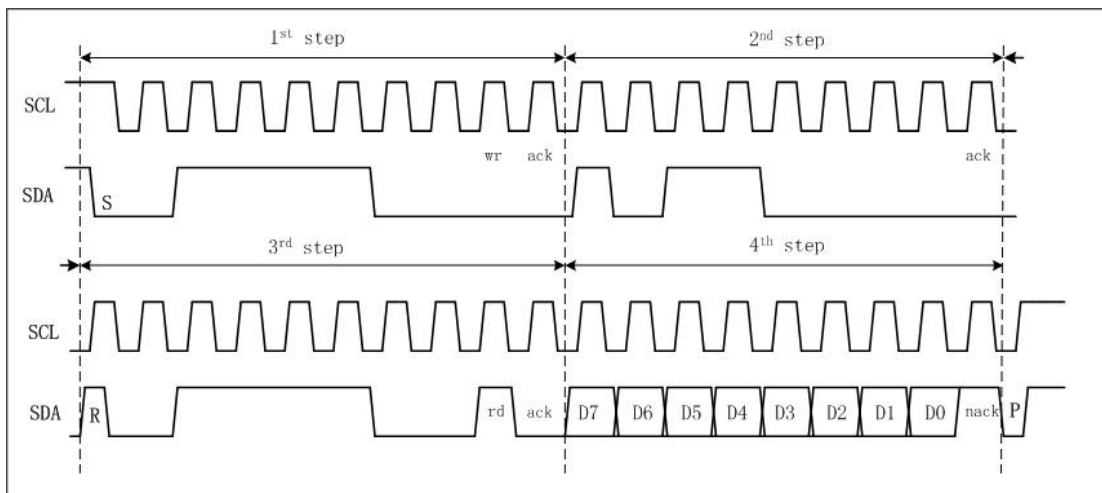 1st step 2nd step
SCL
wr ack ack
SDA S
3rd step 4th step
SCL
SDA R rd ack D7 D6 D5 D4 D3 D2 D1 D0 nack P